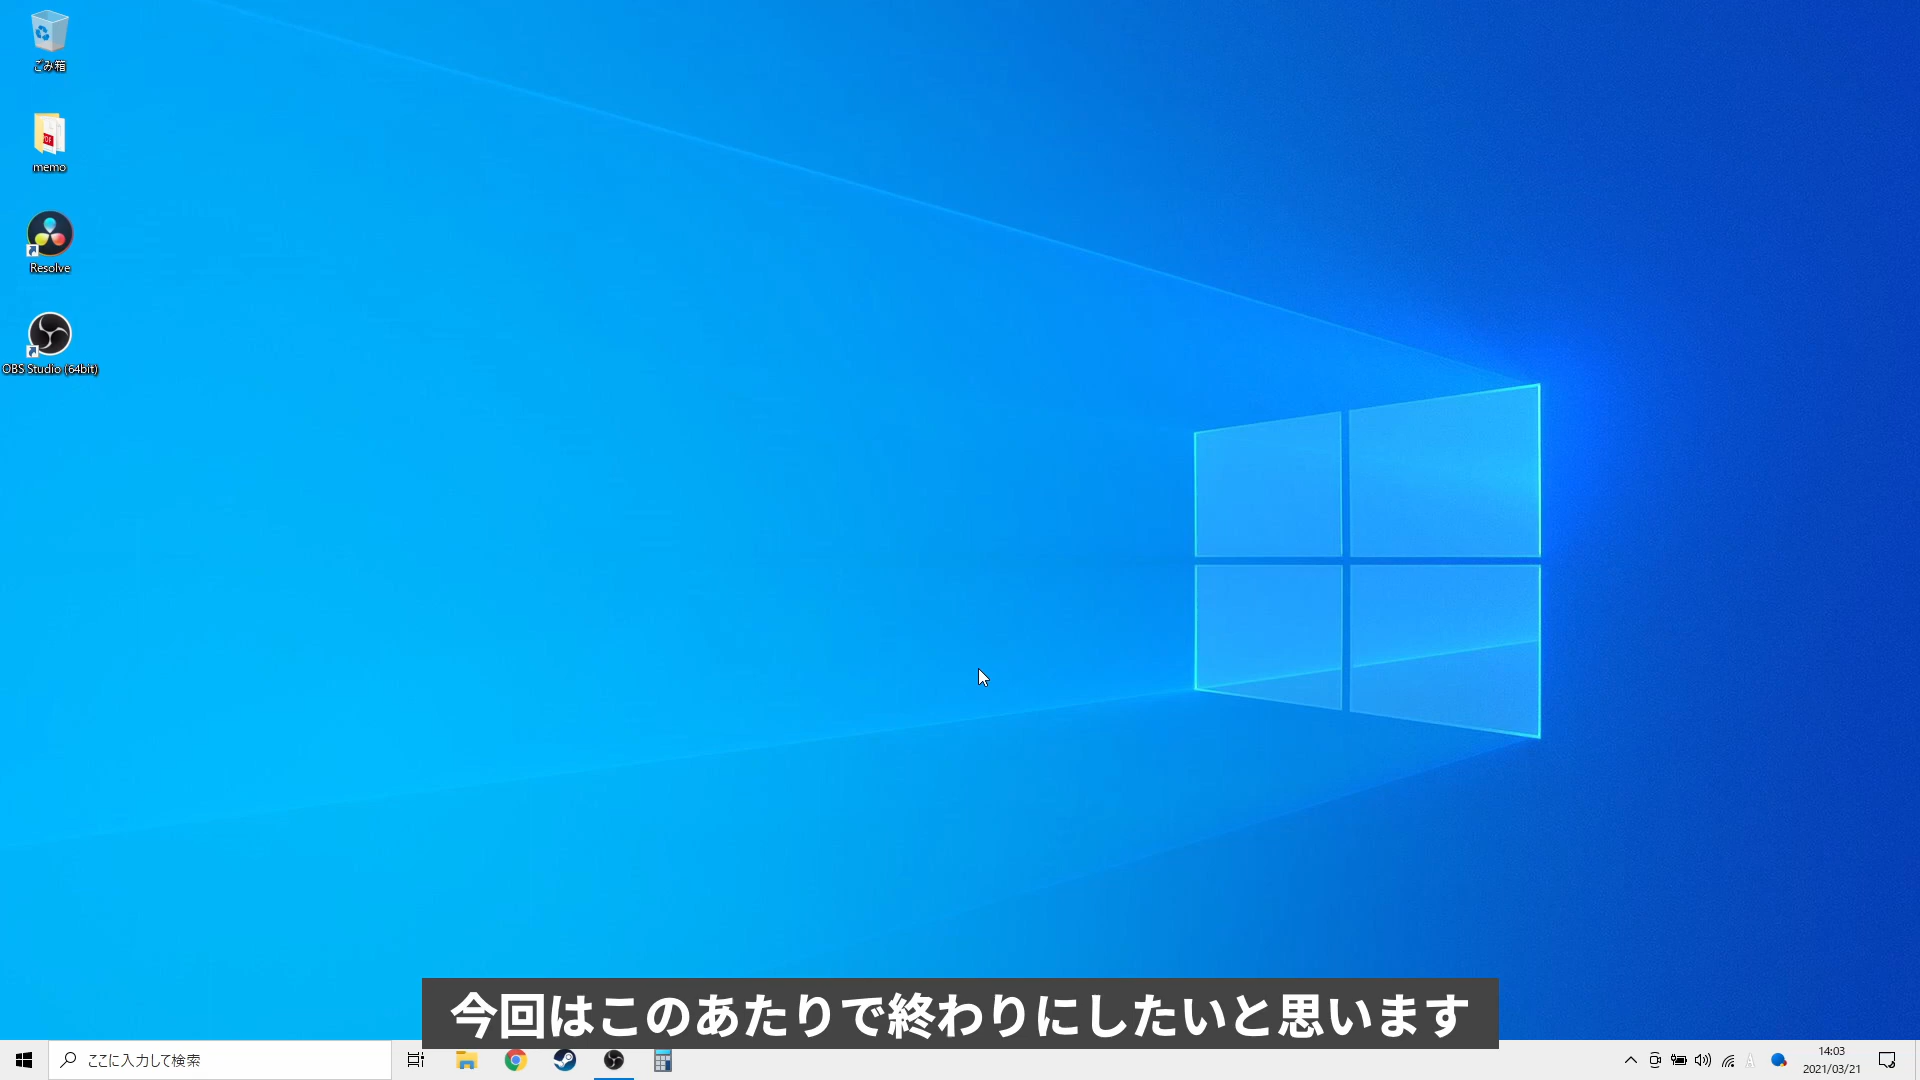 ごみ箱
memo
Resolve
OBS Studio (64bit)
今回はこのあたりで終わりにしたいと思います
ここに入力して検索
14:03
2021/03/21